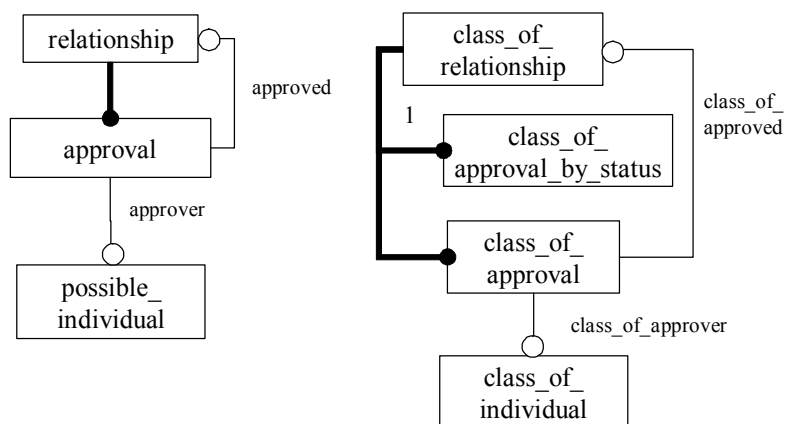 relationship
approved
approval
approver
possible_
individual
class_of_
relationship
1
class_of_
approved
class_of_
approval_by_status
class_of_
approval
class_of_approver
class_of_
individual